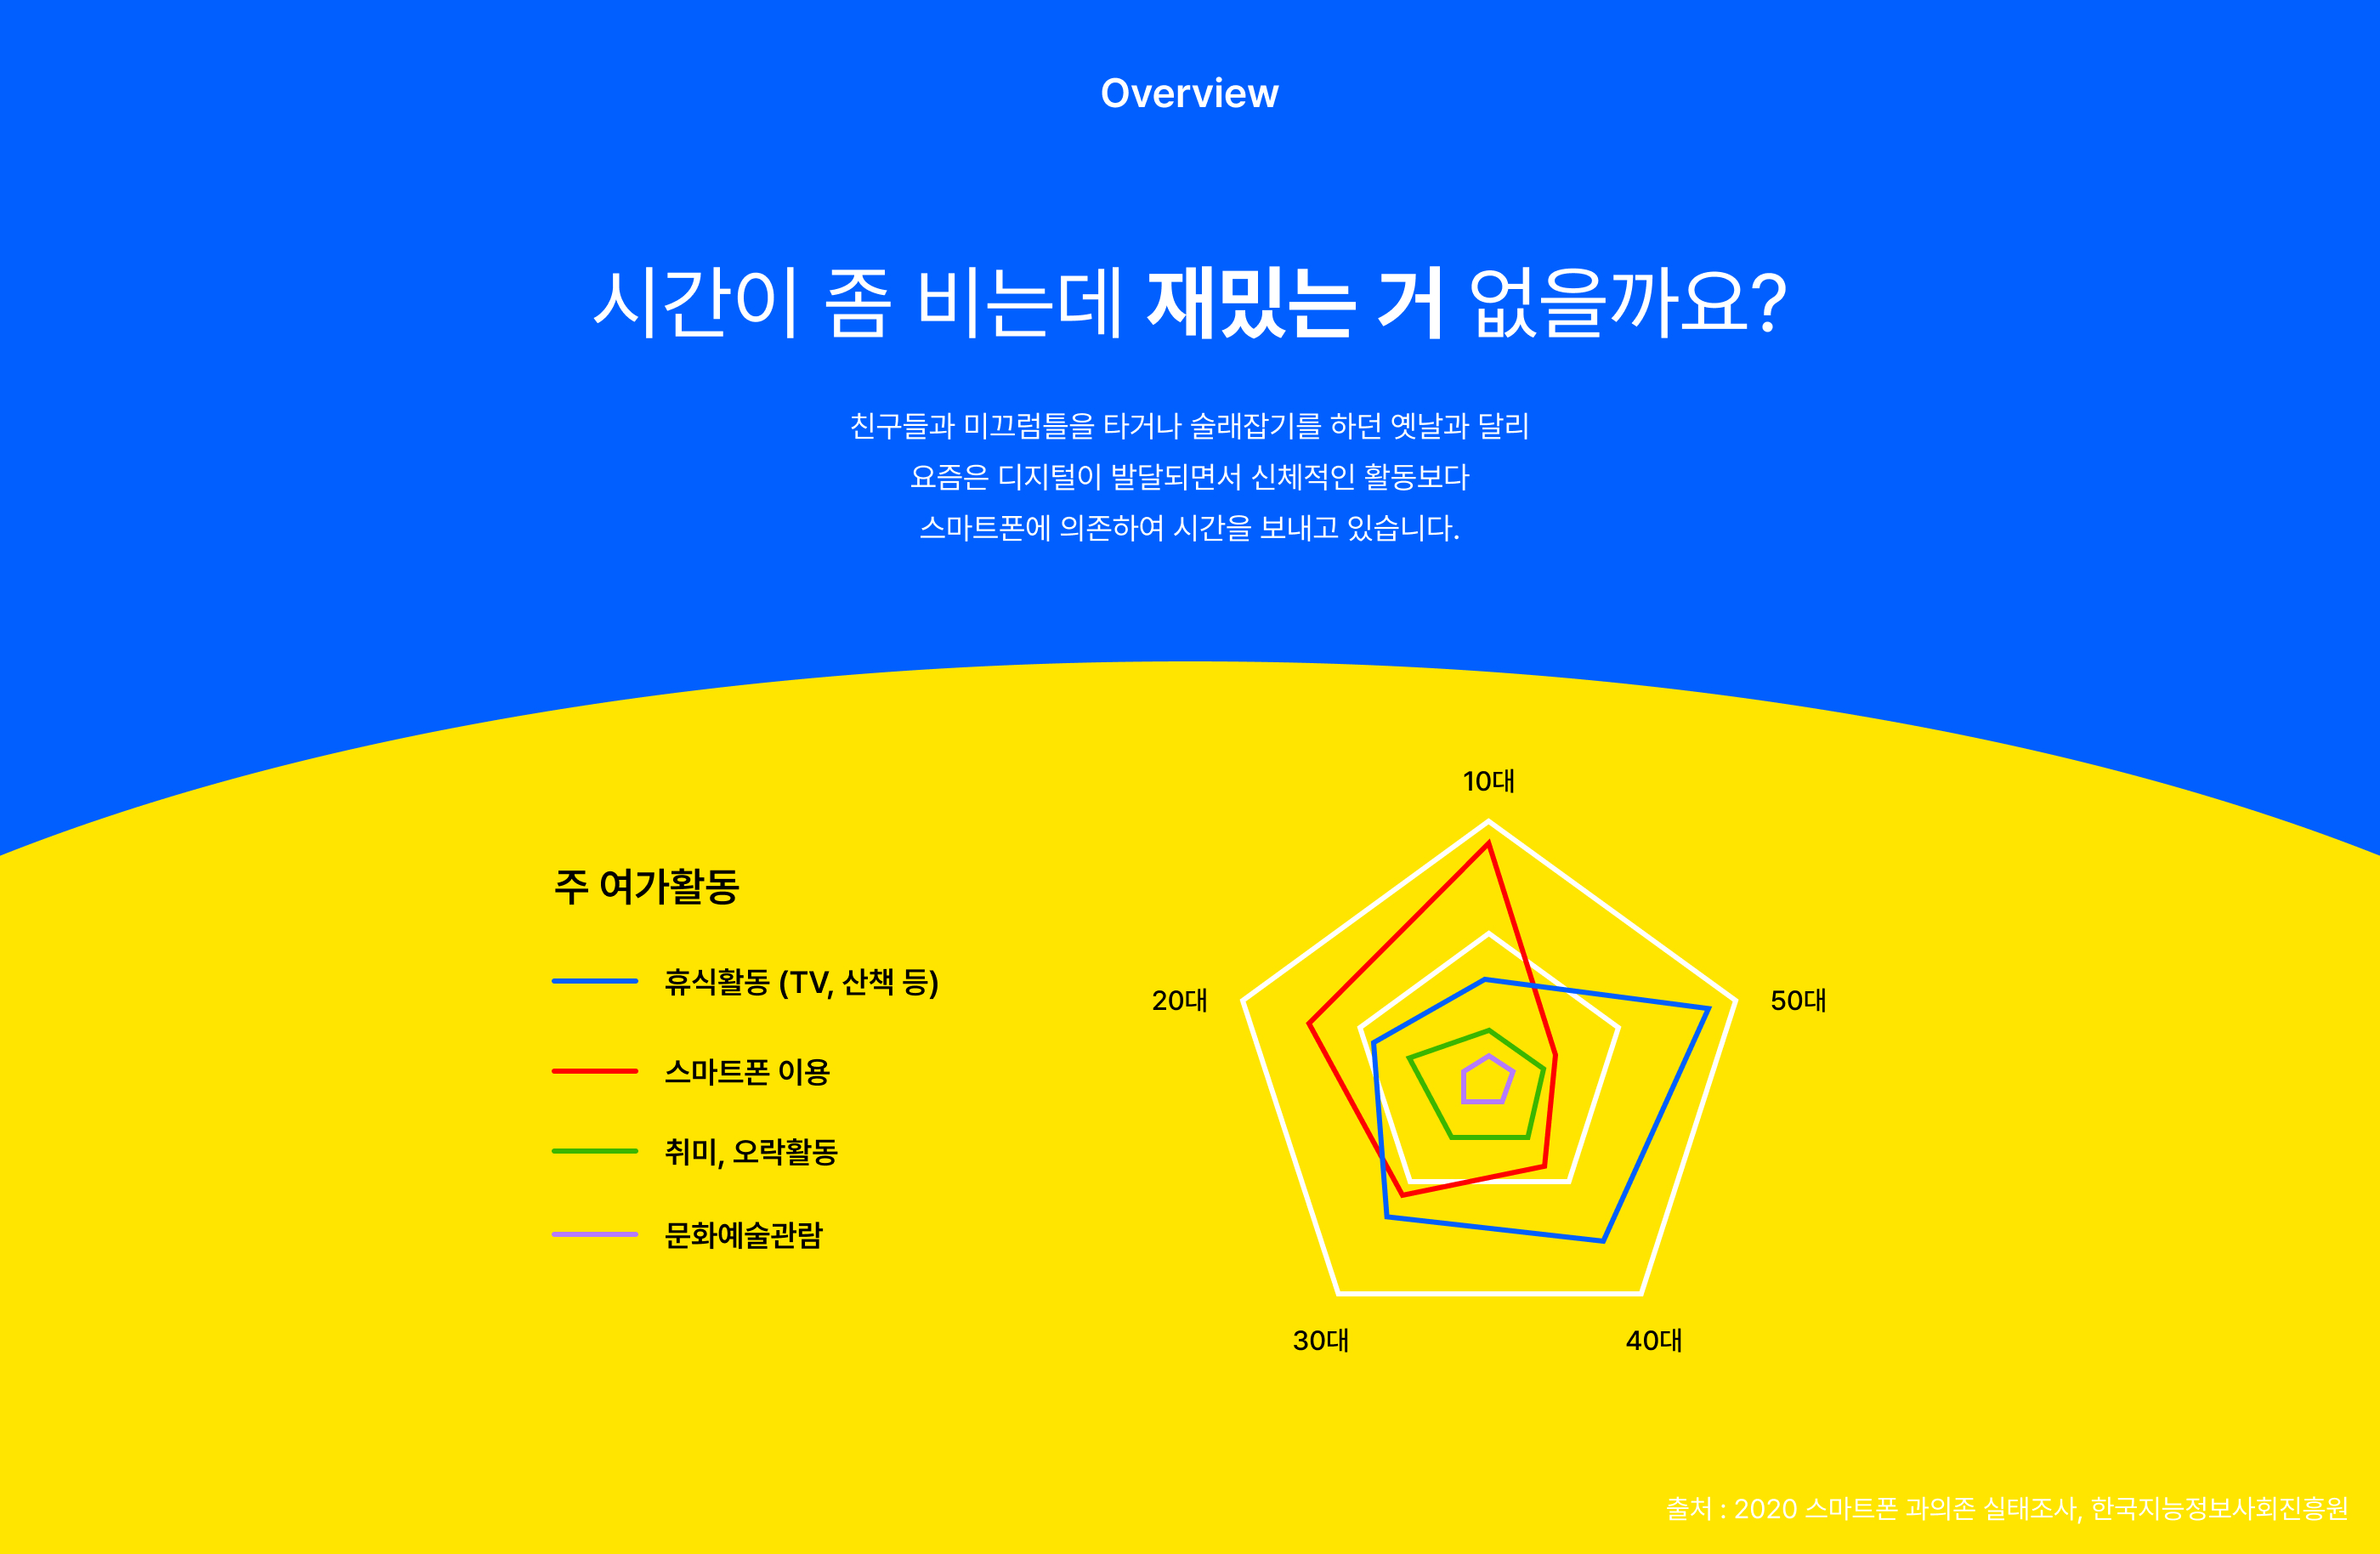 Overview
시간이 좀 비는데 재밌는 거 없을까요?
친구들과 미끄럼틀을 타거나 술래잡기를 하던 옛날과 달리
요즘은 디지털이 발달되면서 신체적인 활동보다
스마트폰에 의존하여 시간을 보내고 있습니다.
주 여가활동
휴식활동 (TV, 산책 등)
스마트폰 이용
취미, 오락활동
문화예술관람
10대
20대
50대
30대
40대
출처 : 2020 스마트폰 과의존 실태조사, 한국지능정보사회진흥원